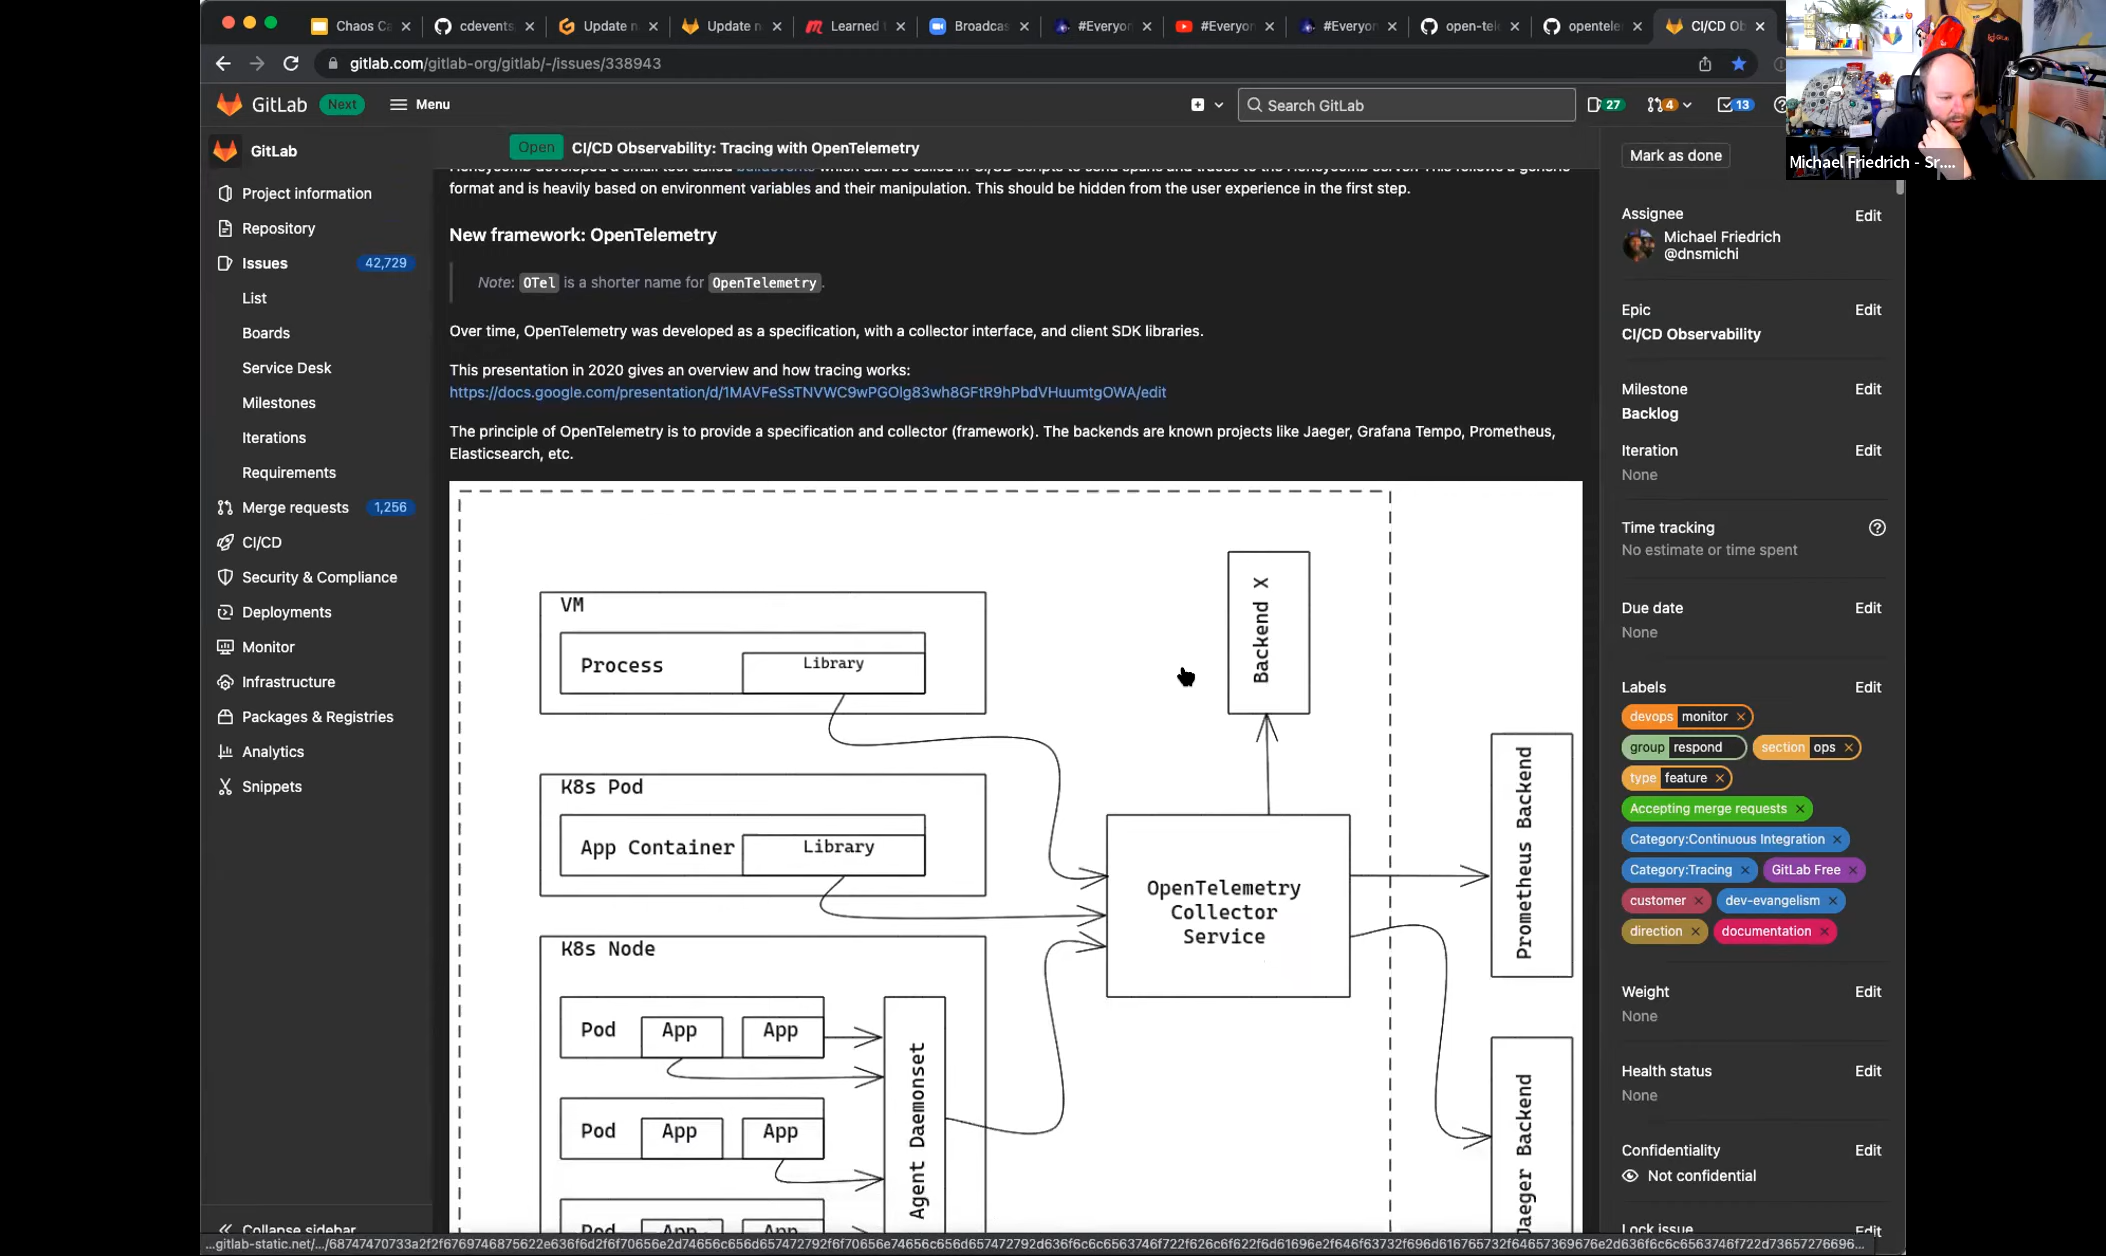 Chaos Ca
cdevents
Update n
Update n
Learned
Broadcas
#Everyon
#Everyon
#Everyon
open-tel
opentele
CI/CD Ob
gitlab.com/gitlab-org/gitlab/-/issues/338943
GitLab
Next
Menu
Search GitLab
27
4
13
Michael Friedrich - Sr....
GitLab
Project information
Repository
Issues
42,729
List
Boards
Service Desk
Milestones
Iterations
Requirements
Merge requests
1,256
CI/CD
Security & Compliance
Deployments
Monitor
Infrastructure
Packages & Registries
Analytics
Snippets
Collapse sidebar
Open
CI/CD Observability: Tracing with OpenTelemetry
format and is heavily based on environment variables and their manipulation. This should be hidden from the user experience in the first step.
New framework: OpenTelemetry
Note: OTel is a shorter name for OpenTelemetry.
Over time, OpenTelemetry was developed as a specification, with a collector interface, and client SDK libraries.
This presentation in 2020 gives an overview and how tracing works:
https://docs.google.com/presentation/d/1MAVFeSsTNVWC9wPGOlg83wh8GFtR9hPbdVHuumtgOWA/edit
The principle of OpenTelemetry is to provide a specification and collector (framework). The backends are known projects like Jaeger, Grafana Tempo, Prometheus,
Elasticsearch, etc.
VM
Process
Library
K8s Pod
App Container
Library
K8s Node
Pod
App
App
Pod
App
App
Pod
App
App
Agent Daemonset
OpenTelemetry
Collector
Service
Backend X
Prometheus Backend
Jaeger Backend
Mark as done
Assignee
Edit
Michael Friedrich
@dnsmichi
Epic
Edit
CI/CD Observability
Milestone
Edit
Backlog
Iteration
Edit
None
Time tracking
No estimate or time spent
Due date
Edit
None
Labels
Edit
devops monitor
group respond
section ops
type feature
Accepting merge requests
Category:Continuous Integration
Category:Tracing
GitLab Free
customer
dev-evangelism
direction
documentation
Weight
Edit
None
Health status
Edit
None
Confidentiality
Edit
Not confidential
Lock issue
Edit